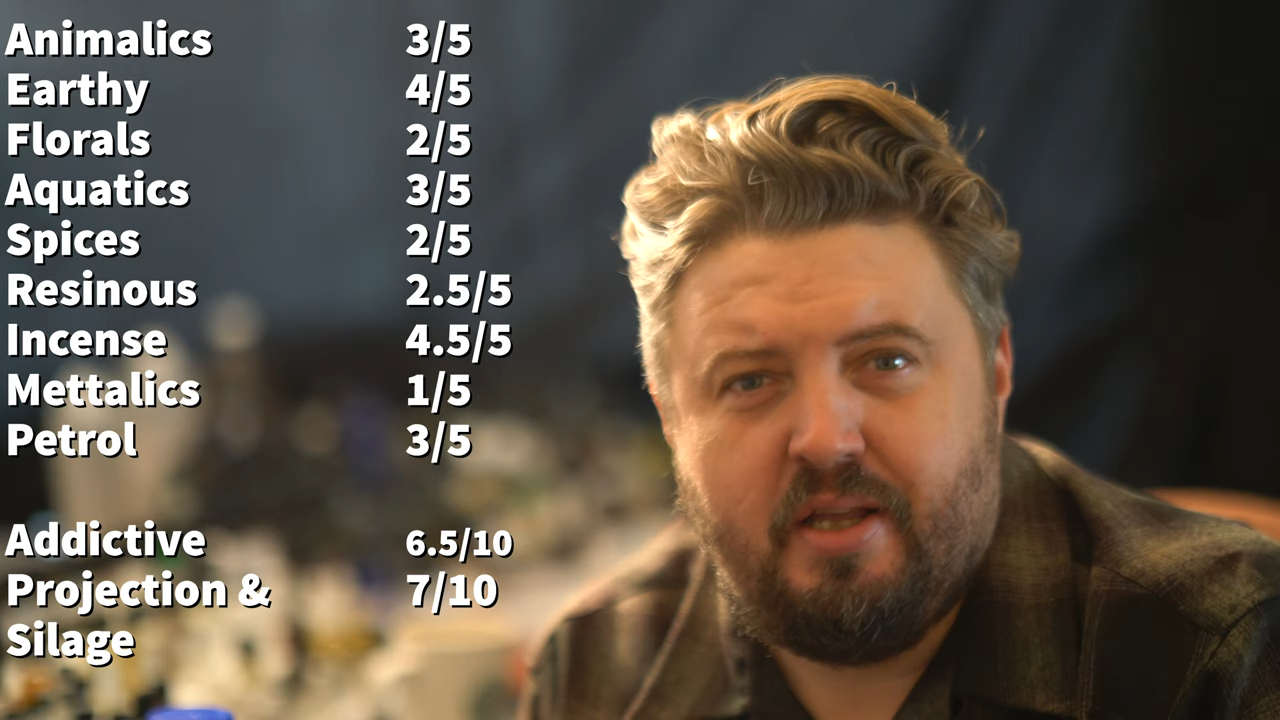 Animalics 3/5
Earthy 4/5
Florals 2/5
Aquatics 3/5
Spices 2/5
Resinous 2.5/5
Incense 4.5/5
Mettalics 1/5
Petrol 3/5
Addictive 6.5/10
Projection & 7/10
Silage